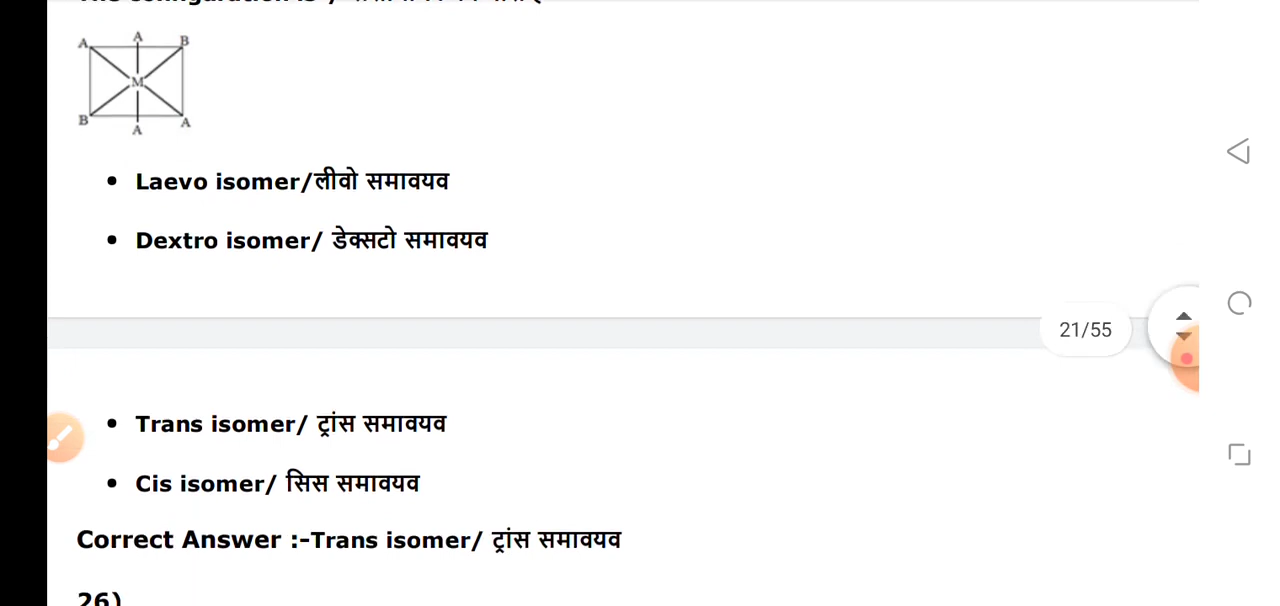 A A B
M
B A A
Laevo isomer/लीवो समावयव
Dextro isomer/ डेक्सटो समावयव
21/55
Trans isomer/ ट्रांस समावयव
Cis isomer/ सिस समावयव
Correct Answer :-Trans isomer/ ट्रांस समावयव
26)